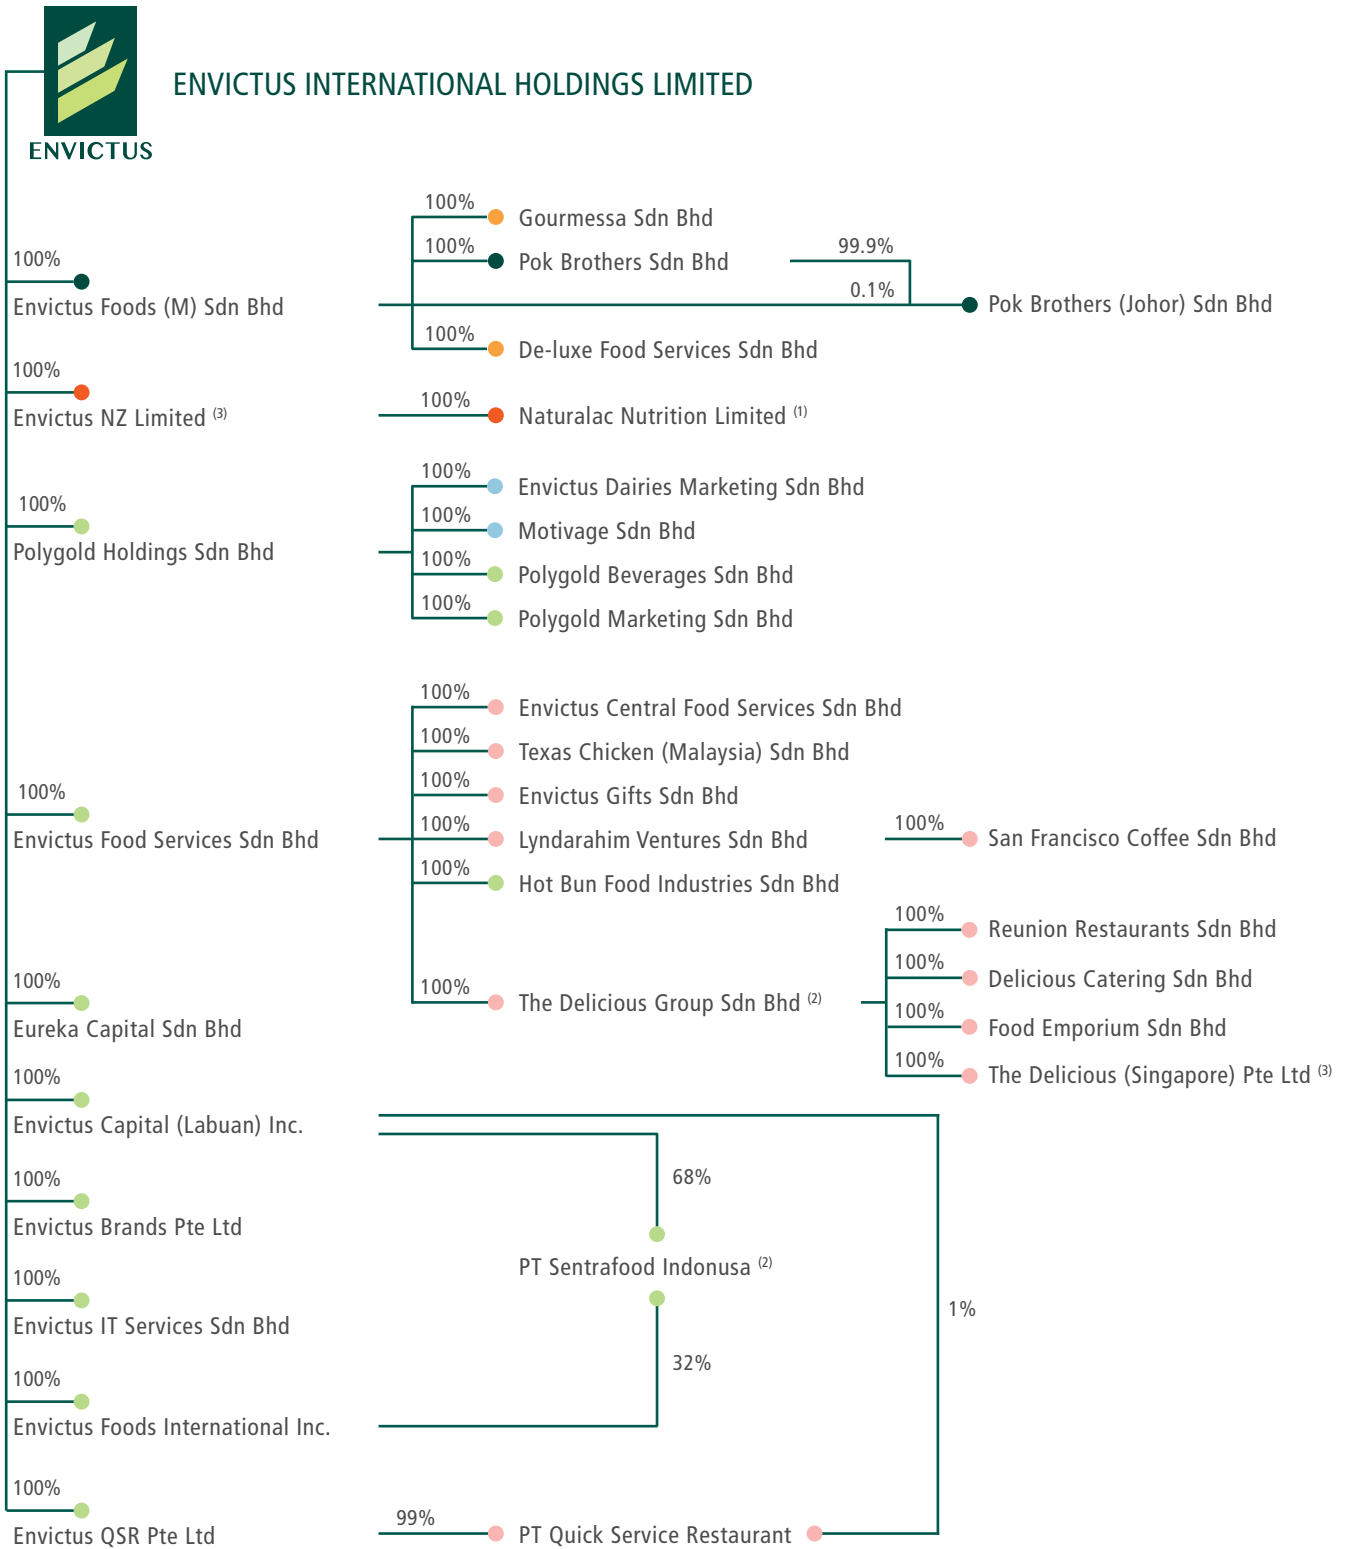 ENVICTUS INTERNATIONAL HOLDINGS LIMITED
ENVICTUS
100%
Gourmessa Sdn Bhd
100%
Pok Brothers Sdn Bhd
99.9%
100%
Envictus Foods (M) Sdn Bhd
0.1%
Pok Brothers (Johor) Sdn Bhd
100%
De-luxe Food Services Sdn Bhd
100%
Envictus NZ Limited (3)
100%
Naturalac Nutrition Limited (1)
100%
Envictus Dairies Marketing Sdn Bhd
100%
Polygold Holdings Sdn Bhd
100%
Motivage Sdn Bhd
100%
Polygold Beverages Sdn Bhd
100%
Polygold Marketing Sdn Bhd
100%
Envictus Central Food Services Sdn Bhd
100%
Texas Chicken (Malaysia) Sdn Bhd
100%
Envictus Gifts Sdn Bhd
100%
Envictus Food Services Sdn Bhd
100%
Lyndarahim Ventures Sdn Bhd
100%
San Francisco Coffee Sdn Bhd
100%
Hot Bun Food Industries Sdn Bhd
100%
Reunion Restaurants Sdn Bhd
100%
Delicious Catering Sdn Bhd
100%
The Delicious Group Sdn Bhd (2)
100%
Food Emporium Sdn Bhd
100%
The Delicious (Singapore) Pte Ltd (3)
100%
Eureka Capital Sdn Bhd
100%
Envictus Capital (Labuan) Inc.
68%
100%
Envictus Brands Pte Ltd
PT Sentrafood Indonusa (2)
100%
Envictus IT Services Sdn Bhd
1%
32%
100%
Envictus Foods International Inc.
100%
Envictus QSR Pte Ltd
99%
PT Quick Service Restaurant